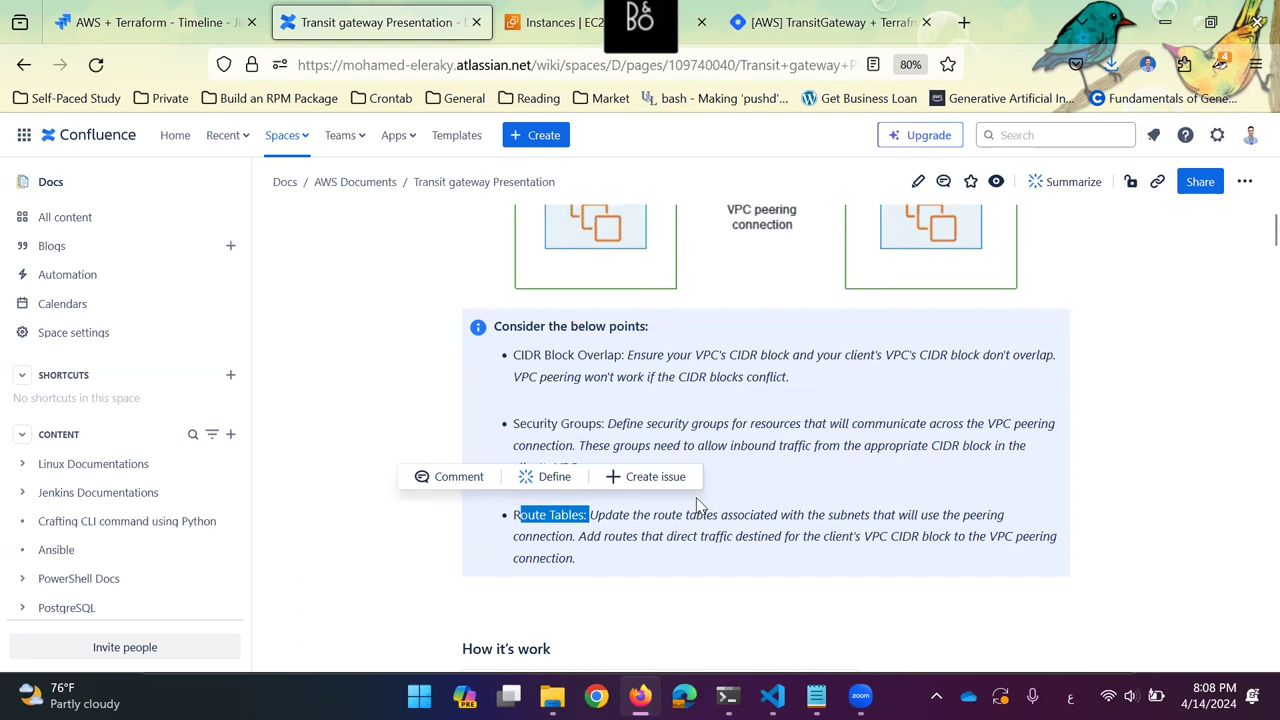 AWS + Terraform - Timeline - Ji
Transit gateway Presentation - D
Instances | EC2
D&
BO
[AWS] TransitGateway + Terrafo
https://mohamed-eleraky.atlassian.net/wiki/spaces/D/pages/109740040/Transit+gateway+P
80%
4
Self-Paced Study
Private
Build an RPM Package
Crontab
General
Reading
Market
bash - Making 'pushd'...
Get Business Loan
Generative Artificial In...
Fundamentals of Gene...
Confluence
Home
Recent
Spaces
Teams
Apps
Templates
Create
Upgrade
Search
Docs
Docs / AWS Documents / Transit gateway Presentation
Summarize
Share
All content
Blogs
Automation
Calendars
Space settings
SHORTCUTS
No shortcuts in this space
CONTENT
Linux Documentations
Jenkins Documentations
Crafting CLI command using Python
Ansible
PowerShell Docs
PostgreSQL
Invite people
VPC peering
connection
Consider the below points:
CIDR Block Overlap: Ensure your VPC's CIDR block and your client's VPC's CIDR block don't overlap.
VPC peering won't work if the CIDR blocks conflict.
Security Groups: Define security groups for resources that will communicate across the VPC peering
connection. These groups need to allow inbound traffic from the appropriate CIDR block in the
Comment
Define
Create issue
Route Tables: Update the route tables associated with the subnets that will use the peering
connection. Add routes that direct traffic destined for the client's VPC CIDR block to the VPC peering
connection.
How it's work
76°F
Partly cloudy
PRE
zoom
ع
8:08 PM
4/14/2024